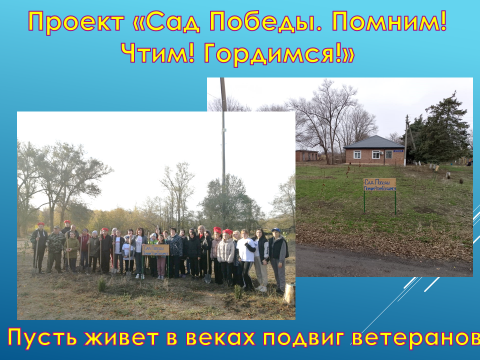 Проект «Сад Победы. Помним!
Чтим! Гордимся!»
Пусть живет в веках подвиг ветеранов